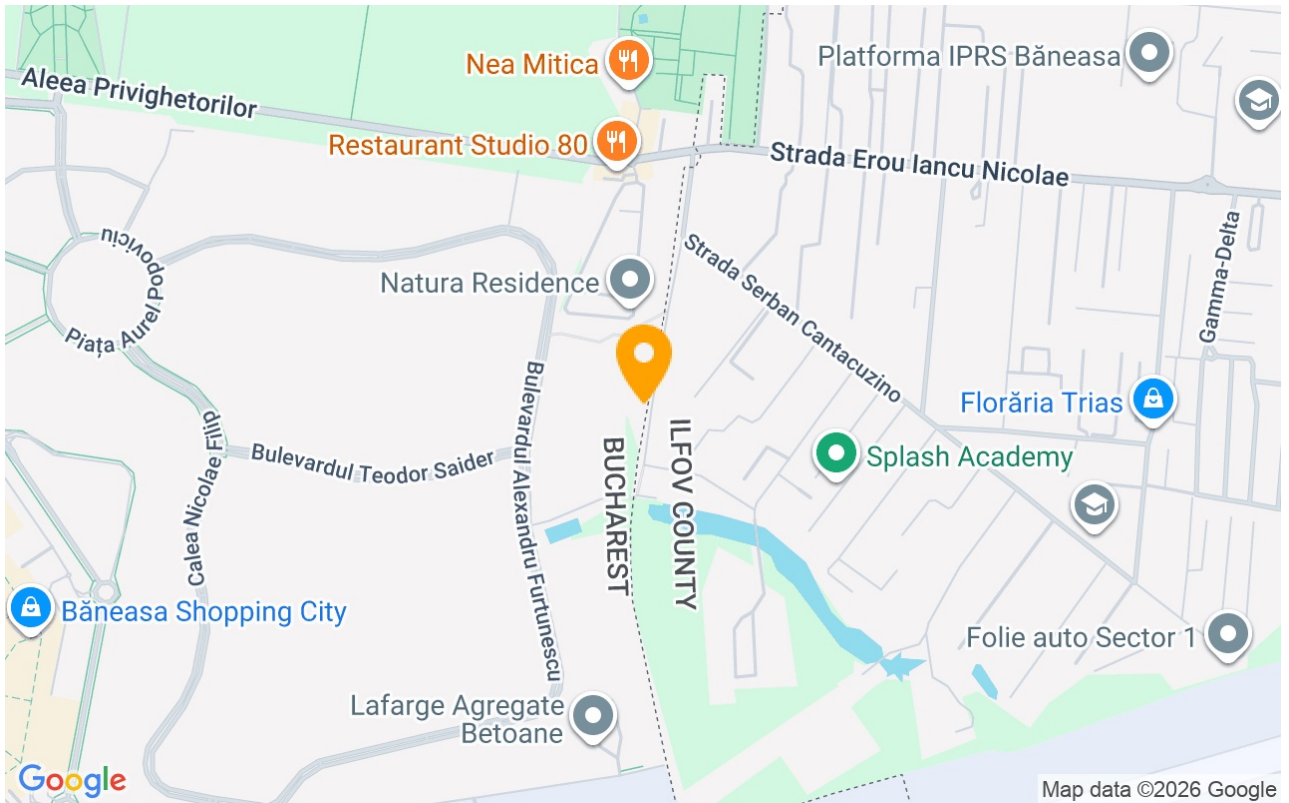 Nea Mitica
Platforma IPRS Băneasa
Aleea Privighetorilor
Restaurant Studio 80
Strada Erou Iancu Nicolae
Piața Aurel Popoviciu
Natura Residence
Strada Serban Cantacuzino
Gamma-Delta
Bulevardul Alexandru Furtunescu
Florăria Trias
Calea Nicolae Filip
Bulevardul Teodor Saider
BUCHAREST
ILFOV COUNTY
Splash Academy
Băneasa Shopping City
Folie auto Sector 1
Lafarge Agregate
Betoane
Google
Map data ©2026 Google